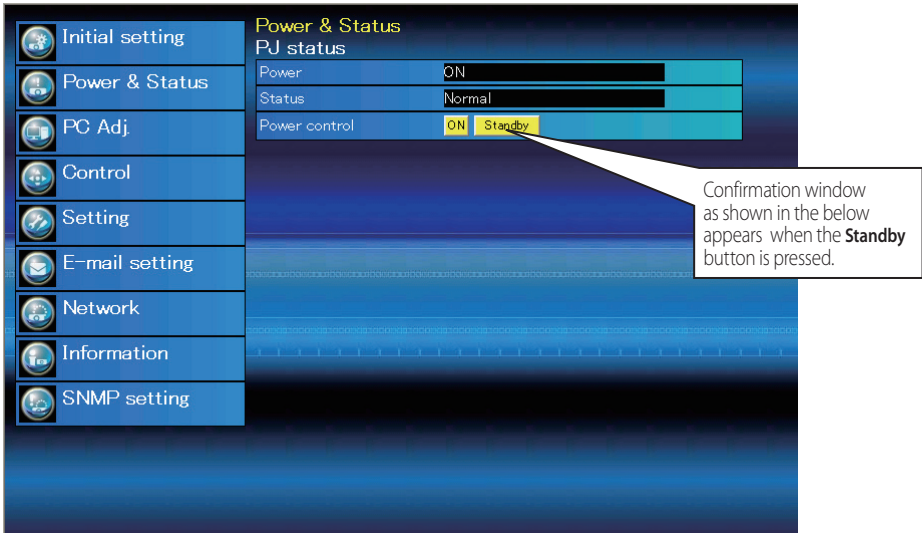 Initial setting
Power & Status
PC Adj.
Control
Setting
E-mail setting
Network
Information
SNMP setting
Power & Status
PJ status
Power ON
Status Normal
Power control ON Standby
Confirmation window
as shown in the below
appears when the Standby
button is pressed.